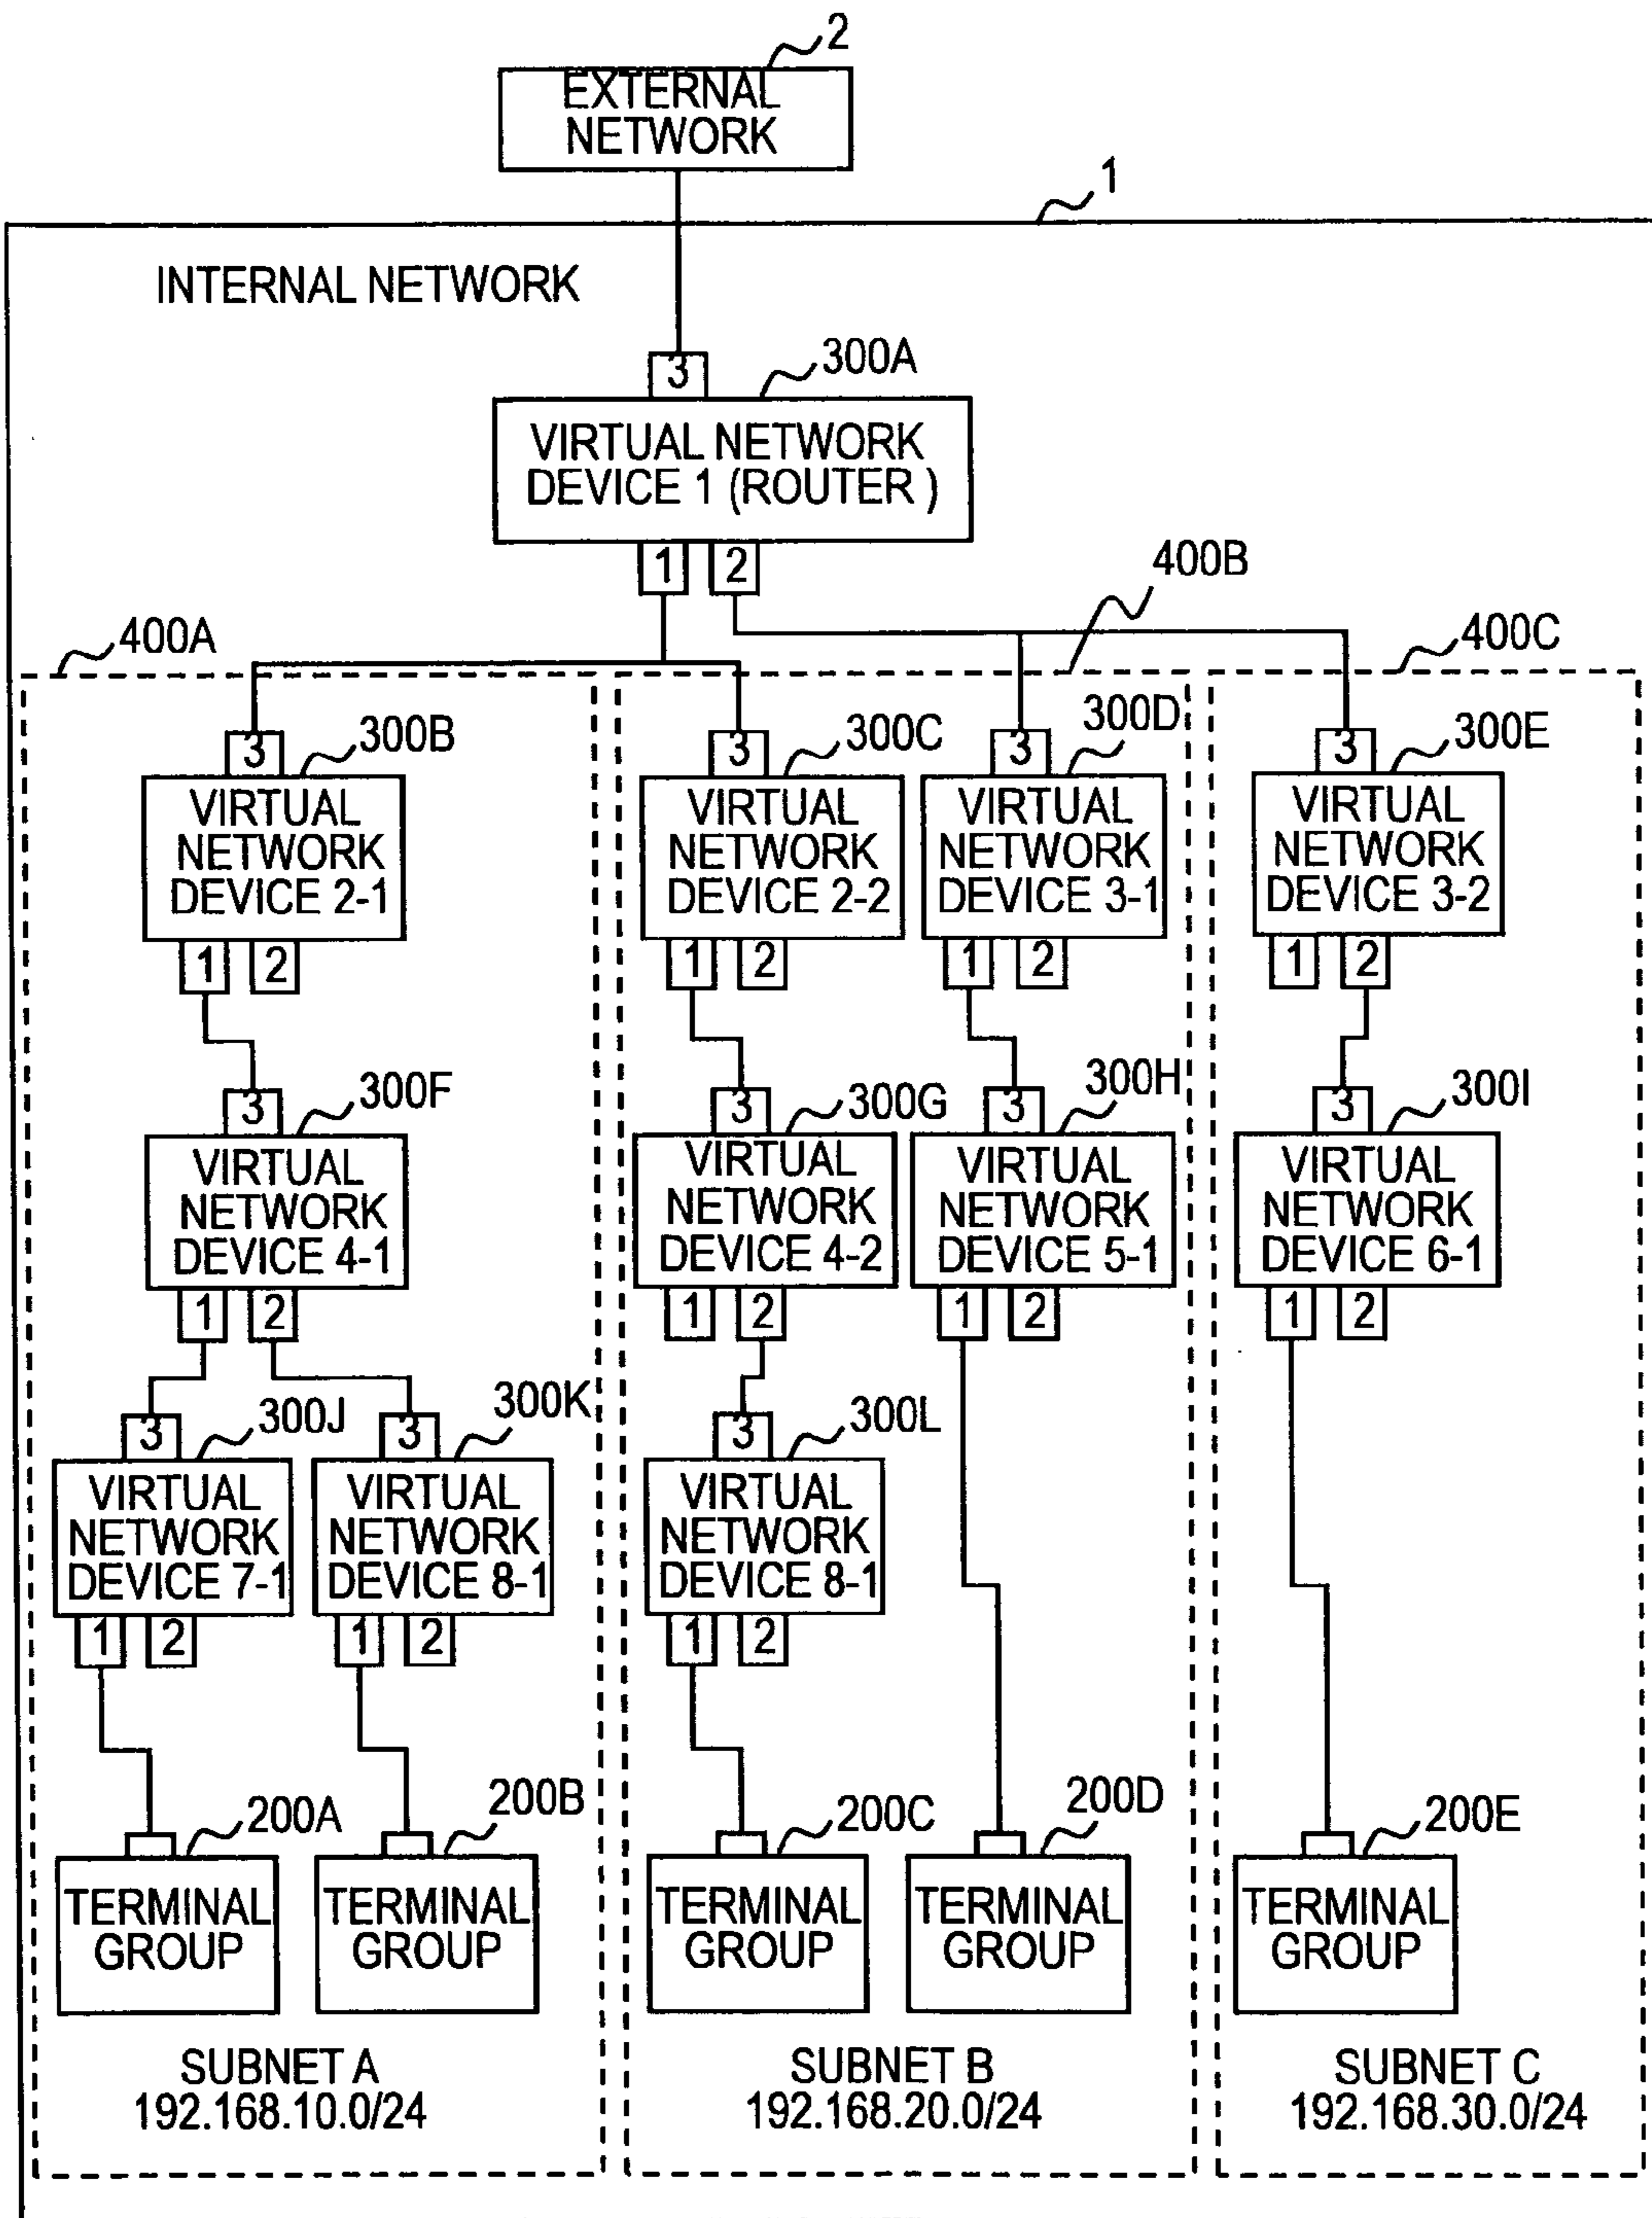 2
EXTERNAL
NETWORK
1
INTERNAL NETWORK
3
300A
VIRTUAL NETWORK
DEVICE 1 (ROUTER )
1 2
400A
400B
400C
3
300B
3
300C
3
300D
3
300E
VIRTUAL
NETWORK
DEVICE 2-1
VIRTUAL
NETWORK
DEVICE 2-2
VIRTUAL
NETWORK
DEVICE 3-1
VIRTUAL
NETWORK
DEVICE 3-2
1 2
1 2
1 2
1 2
3
300F
3
300G
3
300H
3
300I
VIRTUAL
NETWORK
DEVICE 4-1
VIRTUAL
NETWORK
DEVICE 4-2
VIRTUAL
NETWORK
DEVICE 5-1
VIRTUAL
NETWORK
DEVICE 6-1
1 2
1 2
1 2
1 2
3
300J
3
300K
3
300L
VIRTUAL
NETWORK
DEVICE 7-1
VIRTUAL
NETWORK
DEVICE 8-1
VIRTUAL
NETWORK
DEVICE 8-1
1 2
1 2
1 2
200A
200B
200C
200D
200E
TERMINAL
GROUP
TERMINAL
GROUP
TERMINAL
GROUP
TERMINAL
GROUP
TERMINAL
GROUP
SUBNET A
192.168.10.0/24
SUBNET B
192.168.20.0/24
SUBNET C
192.168.30.0/24